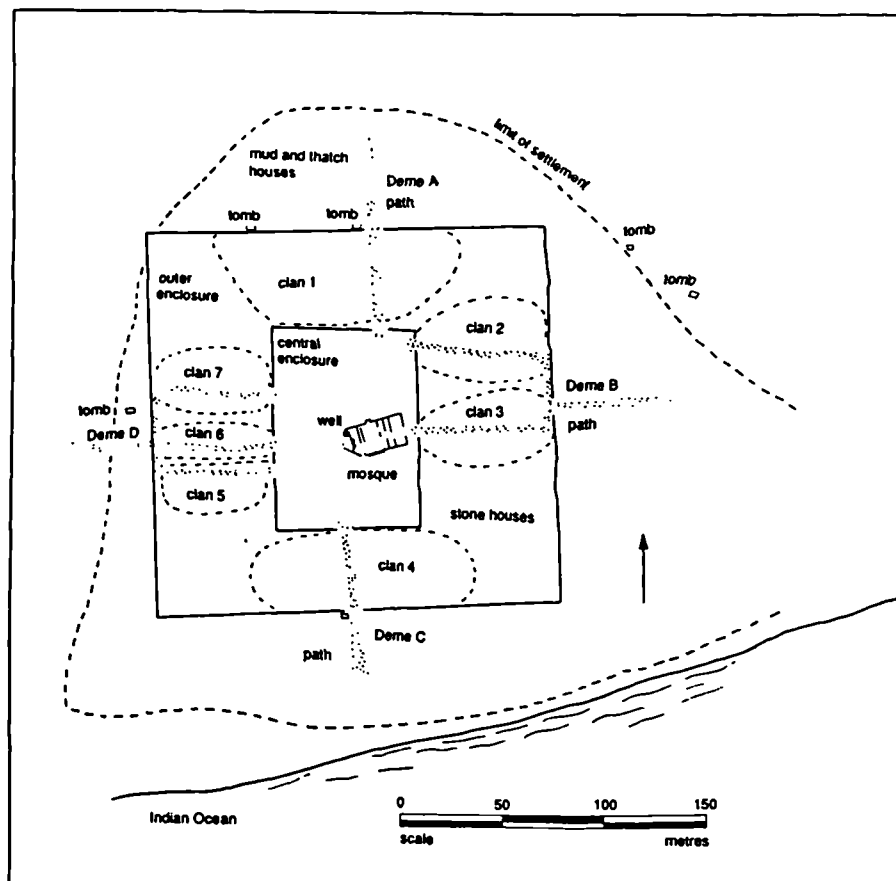 limit of settlement
mud and thatch
houses
Deme A
path
tomb
tomb
tomb
tomb
outer
enclosure
clan 1
clan 2
central
enclosure
clan 7
Deme B
path
tomb
Deme D
clan 6
well
clan 3
mosque
clan 5
stone houses
clan 4
Deme C
path
0 50 100 150
scale metres
Indian Ocean